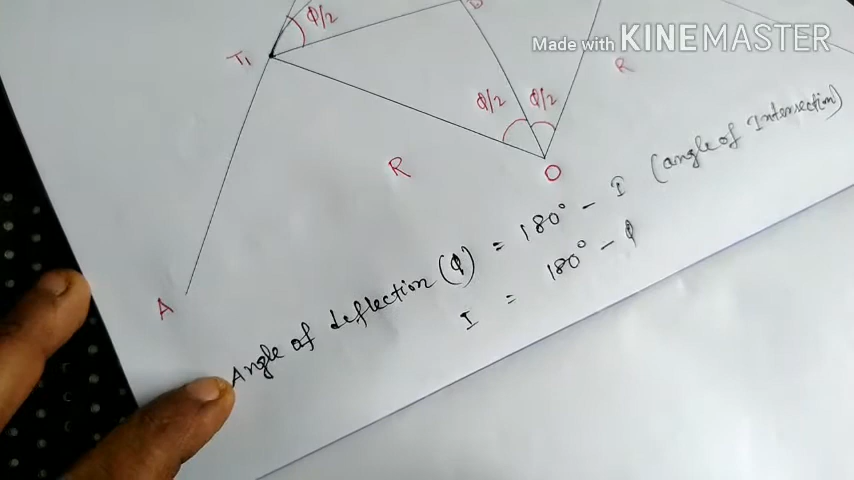 ϕ/2
T1
Made with KINEMASTER
R
ϕ/2 ϕ/2
R
O
A
Angle of deflection (ϕ) = 180° - I (angle of Intersection)
I = 180° - ϕ